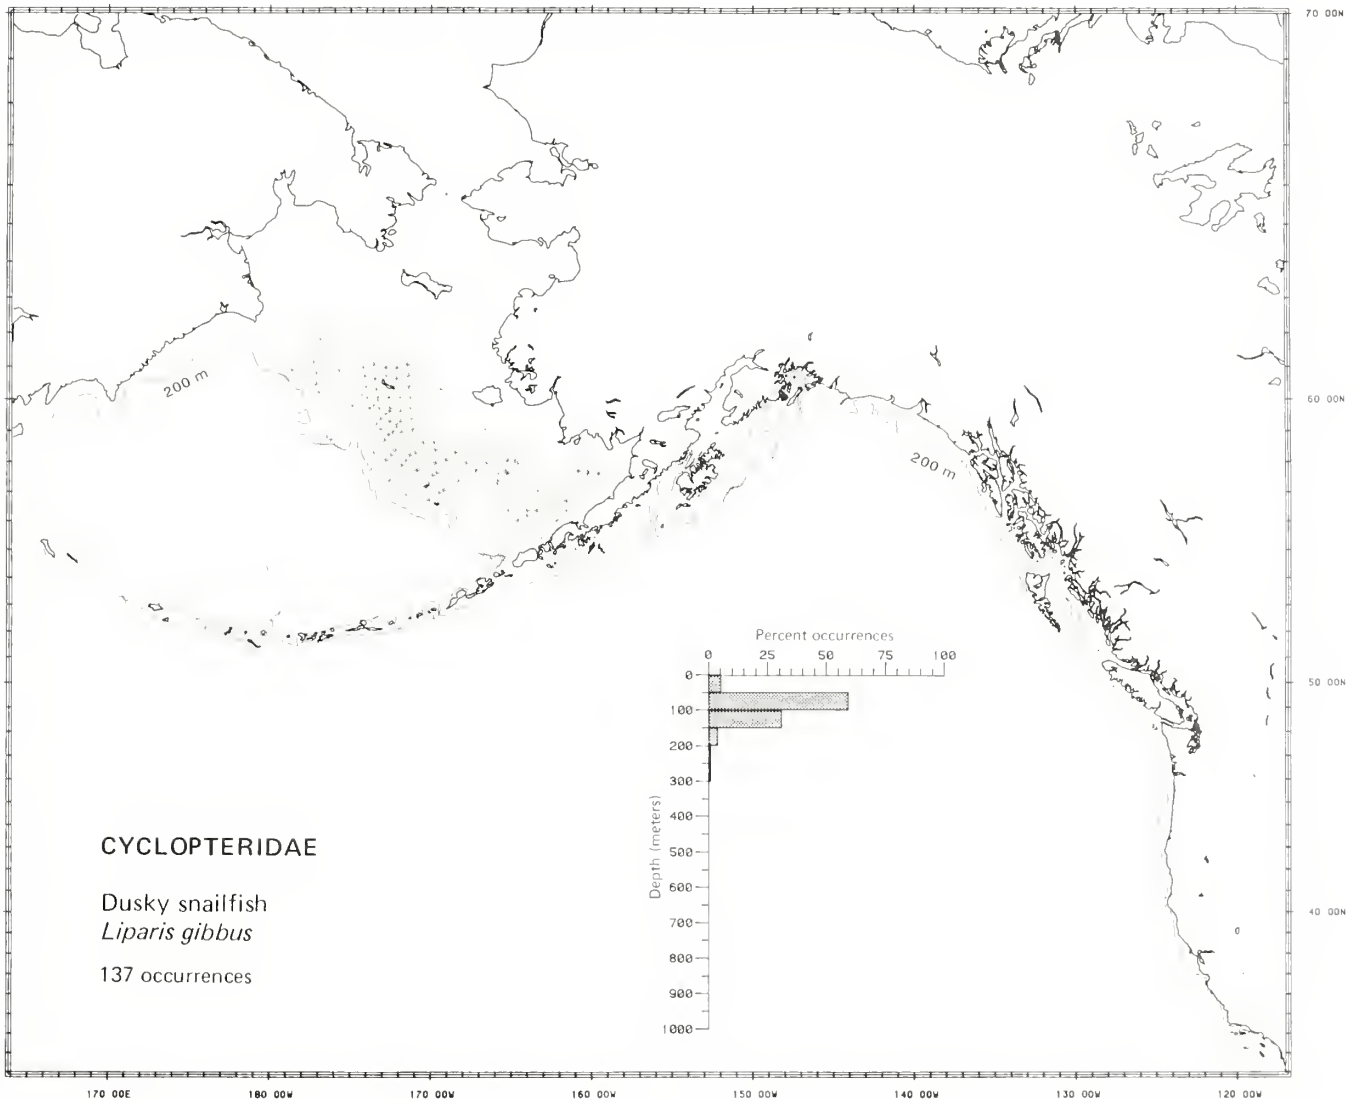 70 00N
200 m
60 00N
200 m
Percent occurrences
0 25 50 75 100
0
50 00N
100
200
300
400
500
600
700
800
900
1000
Depth (meters)
40 00N
CYCLOPTERIDAE
Dusky snailfish
Liparis gibbus
137 occurrences
170 00E 180 00W 170 00W 160 00W 150 00W 140 00W 130 00W 120 00W